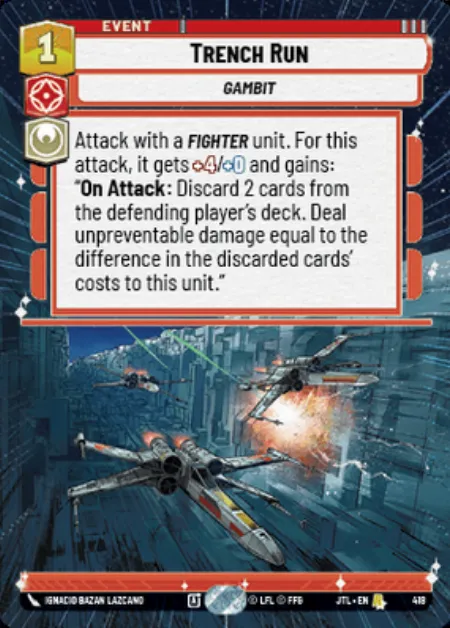 EVENT
1
TRENCH RUN
GAMBIT
Attack with a FIGHTER unit. For this
attack, it gets +4/+0 and gains:
“On Attack: Discard 2 cards from
the defending player’s deck. Deal
unpreventable damage equal to the
difference in the discarded cards’
costs to this unit.”
IGNACIO BAZAN LAZCANO
© LFL © FFG
JTL • EN
418